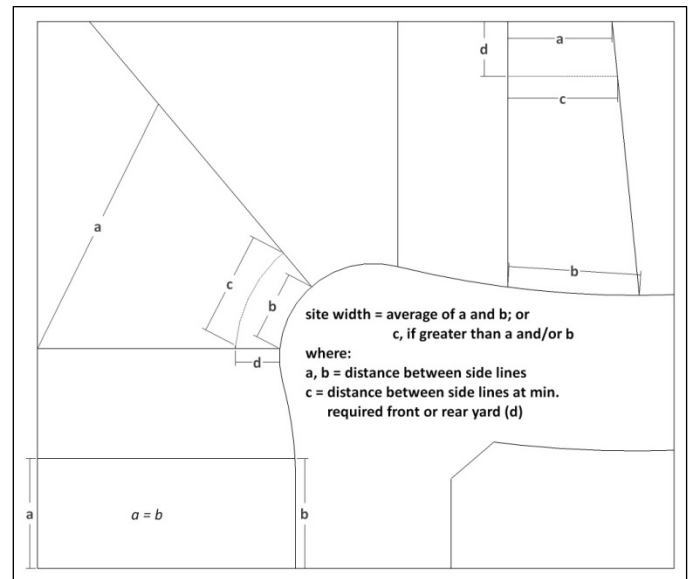 a
d
c
b
a
c
b
d
site width = average of a and b; or
c, if greater than a and/or b
where:
a, b = distance between side lines
c = distance between side lines at min.
required front or rear yard (d)
a
a = b
b